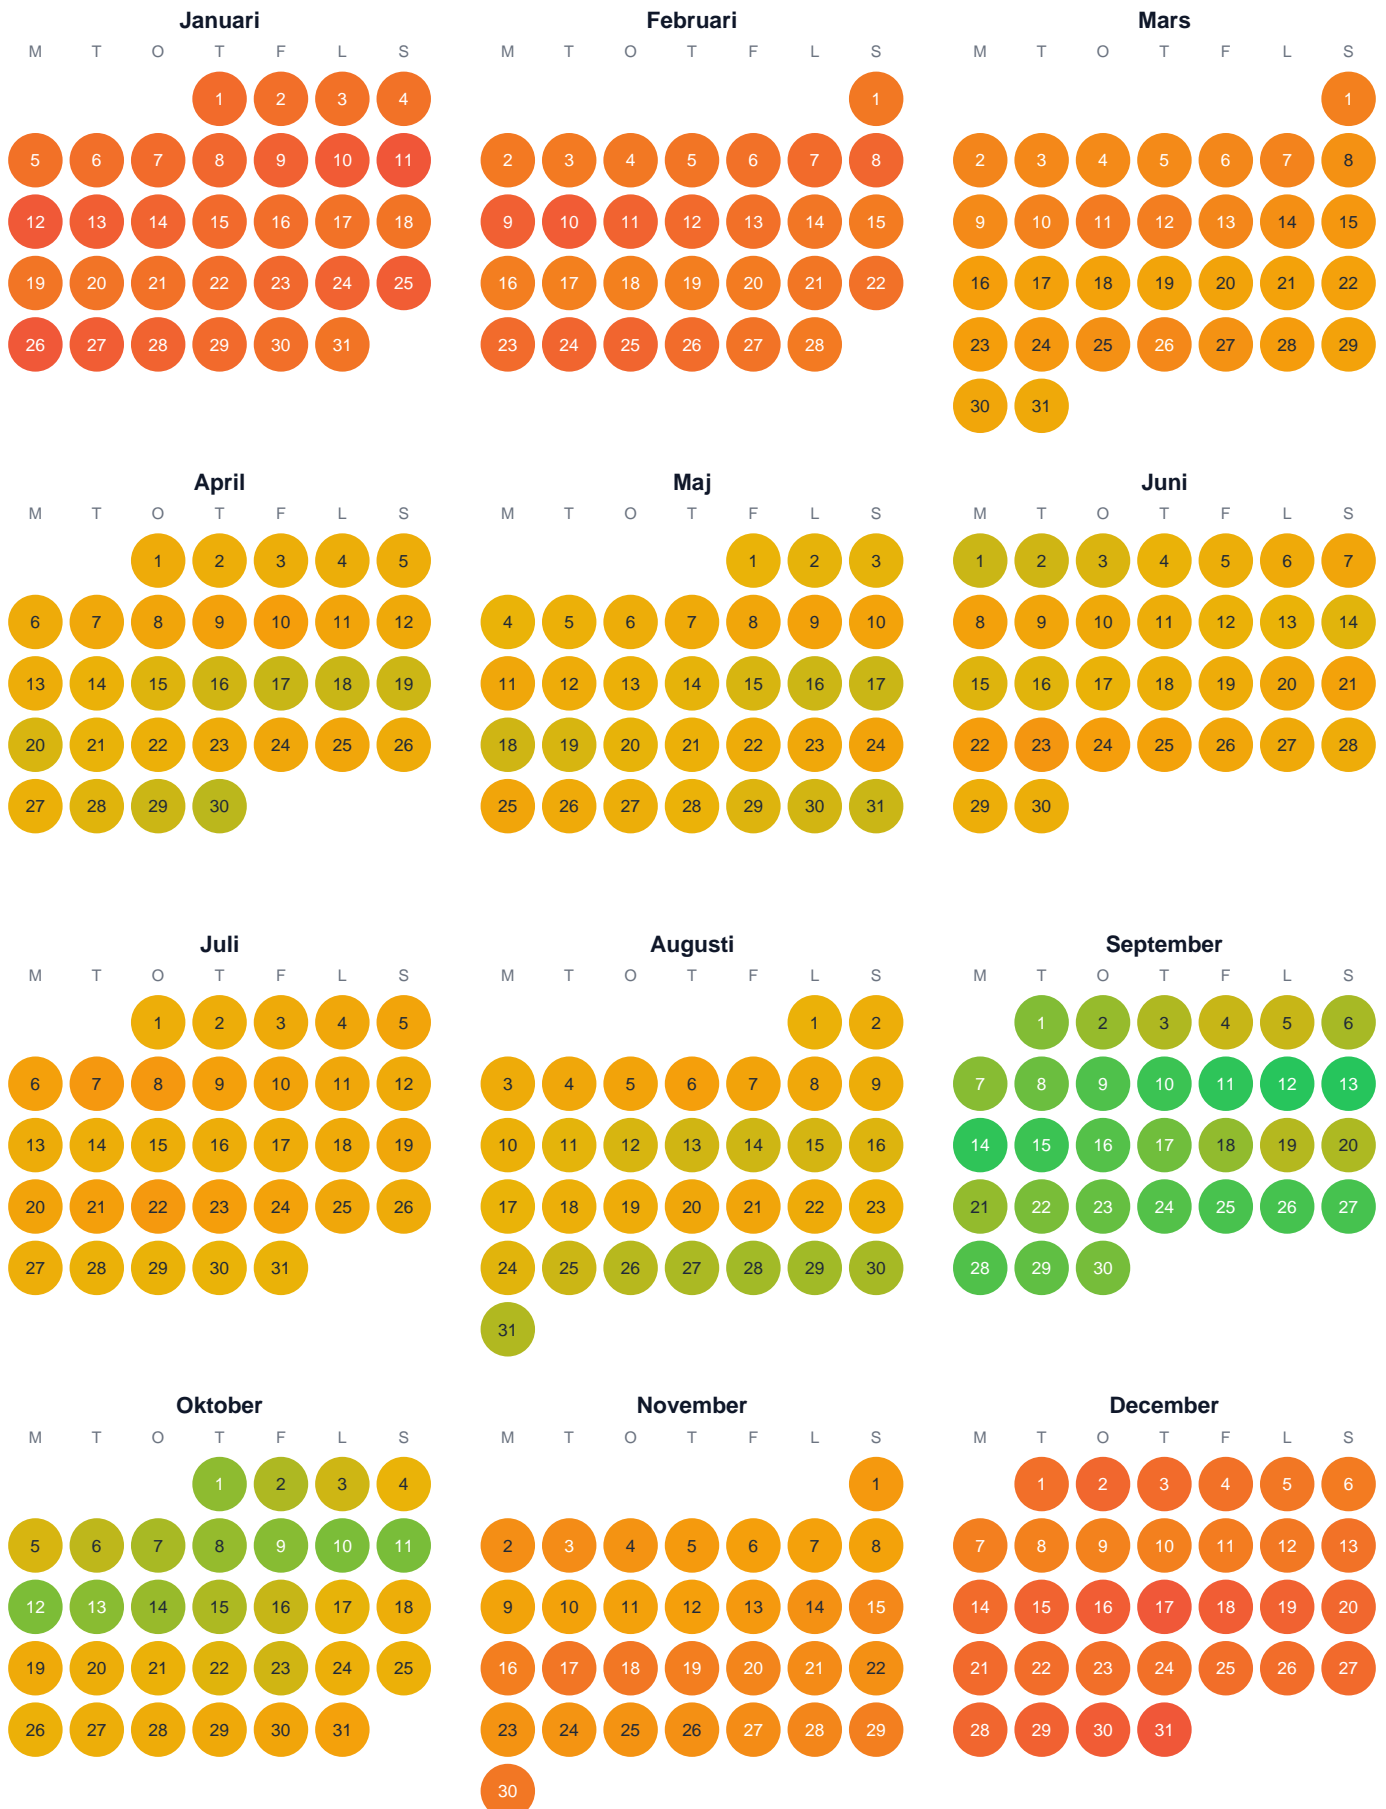 Januari Februari Mars
M T O T F L S M T O T F L S M T O T F L S
1 2 3 4 1 1
5 6 7 8 9 10 11 2 3 4 5 6 7 8 2 3 4 5 6 7 8
12 13 14 15 16 17 18 9 10 11 12 13 14 15 9 10 11 12 13 14 15
19 20 21 22 23 24 25 16 17 18 19 20 21 22 16 17 18 19 20 21 22
26 27 28 29 30 31 23 24 25 26 27 28 23 24 25 26 27 28 29
30 31
April Maj Juni
M T O T F L S M T O T F L S M T O T F L S
1 2 3 4 5 1 2 3 1 2 3 4 5 6 7
6 7 8 9 10 11 12 4 5 6 7 8 9 10 8 9 10 11 12 13 14
13 14 15 16 17 18 19 11 12 13 14 15 16 17 15 16 17 18 19 20 21
20 21 22 23 24 25 26 18 19 20 21 22 23 24 22 23 24 25 26 27 28
27 28 29 30 25 26 27 28 29 30 31 29 30
Juli Augusti September
M T O T F L S M T O T F L S M T O T F L S
1 2 3 4 5 1 2 1 2 3 4 5 6
6 7 8 9 10 11 12 3 4 5 6 7 8 9 7 8 9 10 11 12 13
13 14 15 16 17 18 19 10 11 12 13 14 15 16 14 15 16 17 18 19 20
20 21 22 23 24 25 26 17 18 19 20 21 22 23 21 22 23 24 25 26 27
27 28 29 30 31 24 25 26 27 28 29 30 28 29 30
31
Oktober November December
M T O T F L S M T O T F L S M T O T F L S
1 2 3 4 1 1 2 3 4 5 6
5 6 7 8 9 10 11 2 3 4 5 6 7 8 7 8 9 10 11 12 13
12 13 14 15 16 17 18 9 10 11 12 13 14 15 14 15 16 17 18 19 20
19 20 21 22 23 24 25 16 17 18 19 20 21 22 21 22 23 24 25 26 27
26 27 28 29 30 31 23 24 25 26 27 28 29 28 29 30 31
30